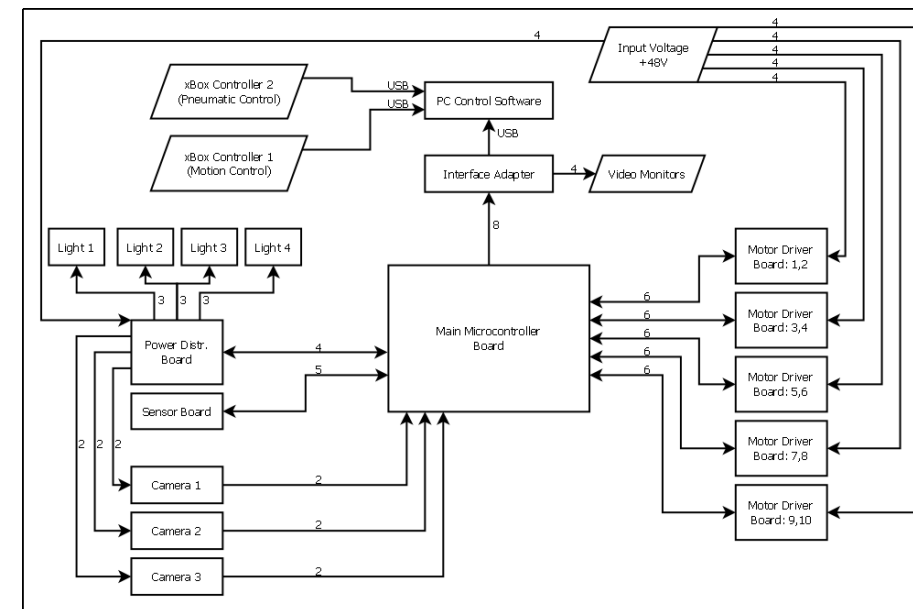 4
4
4
4
4
4
Input Voltage
+48V
xBox Controller 2
(Pneumatic Control)
USB
USB
PC Control Software
USB
xBox Controller 1
(Motion Control)
Interface Adapter
4
Video Monitors
8
Light 1
Light 2
Light 3
Light 4
3
3
3
Power Distr.
Board
Main Microcontroller
Board
4
5
Sensor Board
2
2
2
Camera 1
2
Camera 2
2
Camera 3
2
6
6
6
6
6
Motor Driver
Board: 1,2
Motor Driver
Board: 3,4
Motor Driver
Board: 5,6
Motor Driver
Board: 7,8
Motor Driver
Board: 9,10